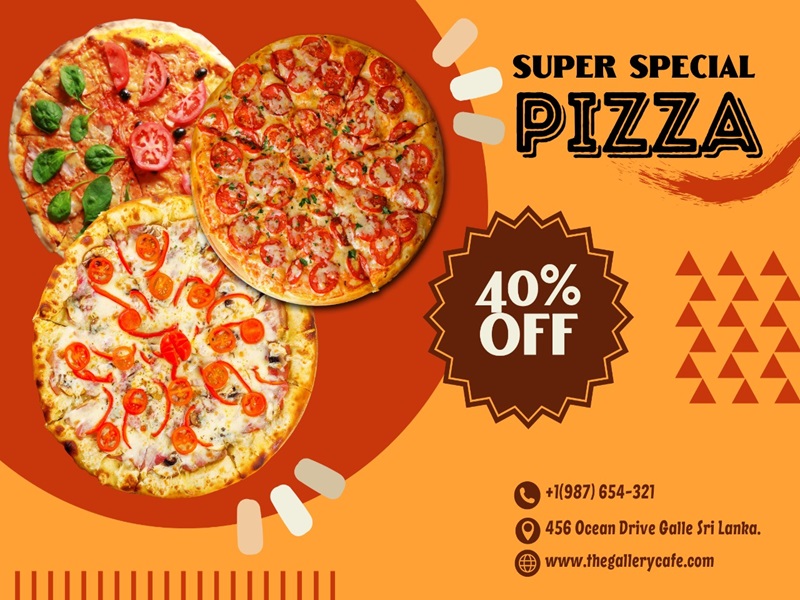 SUPER SPECIAL
PIZZA
40%
OFF
+1(987) 654-321
456 Ocean Drive Galle Sri Lanka.
www.thegallerycafe.com